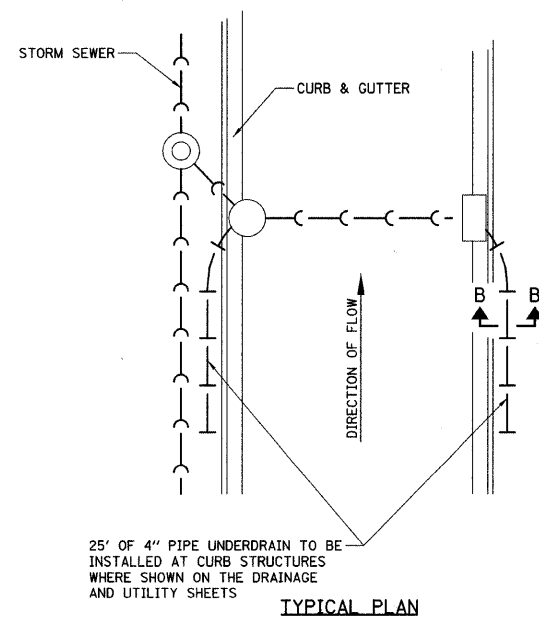 STORM SEWER
CURB & GUTTER
B B
DIRECTION OF FLOW
25' OF 4" PIPE UNDERDRAIN TO BE
INSTALLED AT CURB STRUCTURES
WHERE SHOWN ON THE DRAINAGE
AND UTILITY SHEETS
TYPICAL PLAN